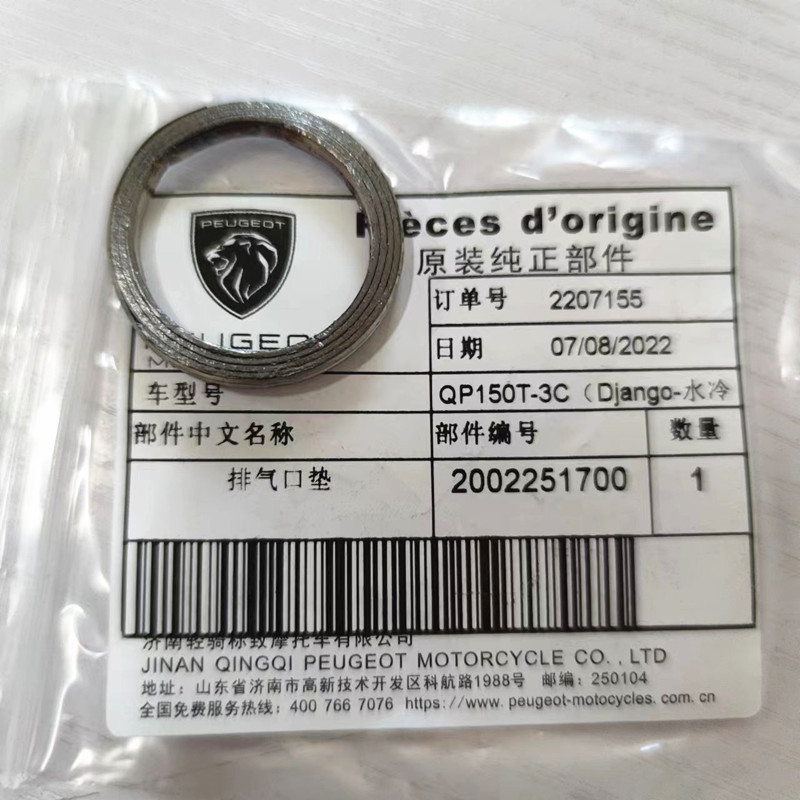 PEUGEOT
Pièces d'origine
原装纯正部件
PEUGEOT
订单号 2207155
日期 07/08/2022
车型号 QP150T-3C（Django-水冷
部件中文名称 部件编号 数量
排气口垫 2002251700 1
济南轻骑标致摩托车有限公司
JINAN QINGQI PEUGEOT MOTORCYCLE CO.,LTD
地址：山东省济南市高新技术开发区科航路1988号 邮编：250104
全国免费服务热线：400 766 7076 https://www.peugeot-motocycles.com.cn